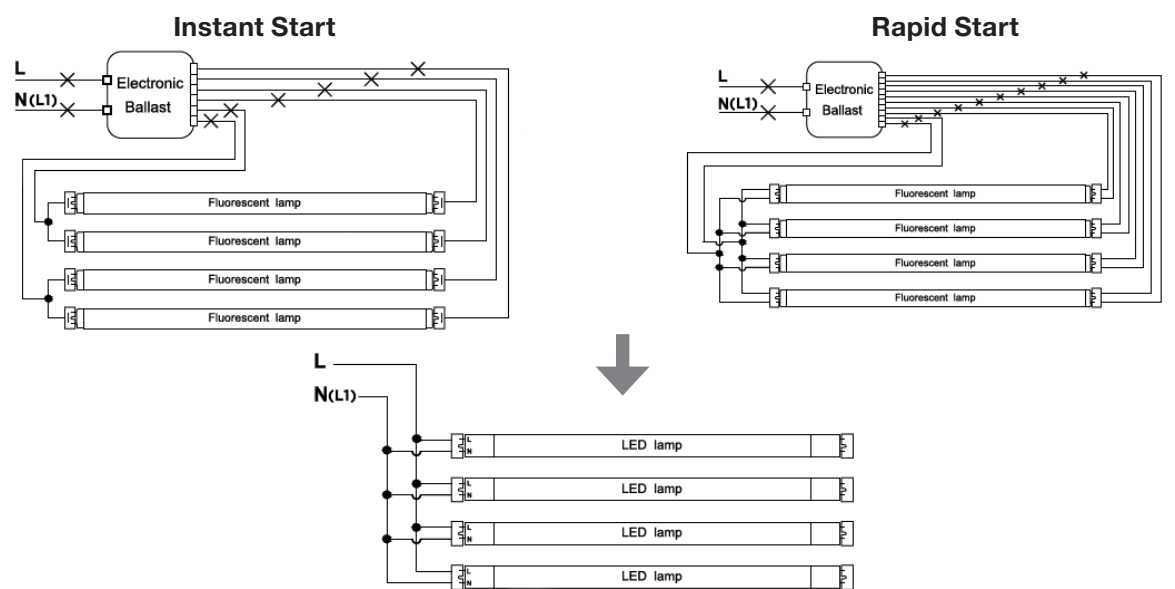 Instant Start
Rapid Start
L
N(L1)
Electronic
Ballast
Fluorescent lamp
Fluorescent lamp
Fluorescent lamp
Fluorescent lamp
L
N(L1)
Electronic
Ballast
Fluorescent lamp
Fluorescent lamp
Fluorescent lamp
Fluorescent lamp
L
N(L1)
L
N
LED lamp
L
N
LED lamp
L
N
LED lamp
L
N
LED lamp